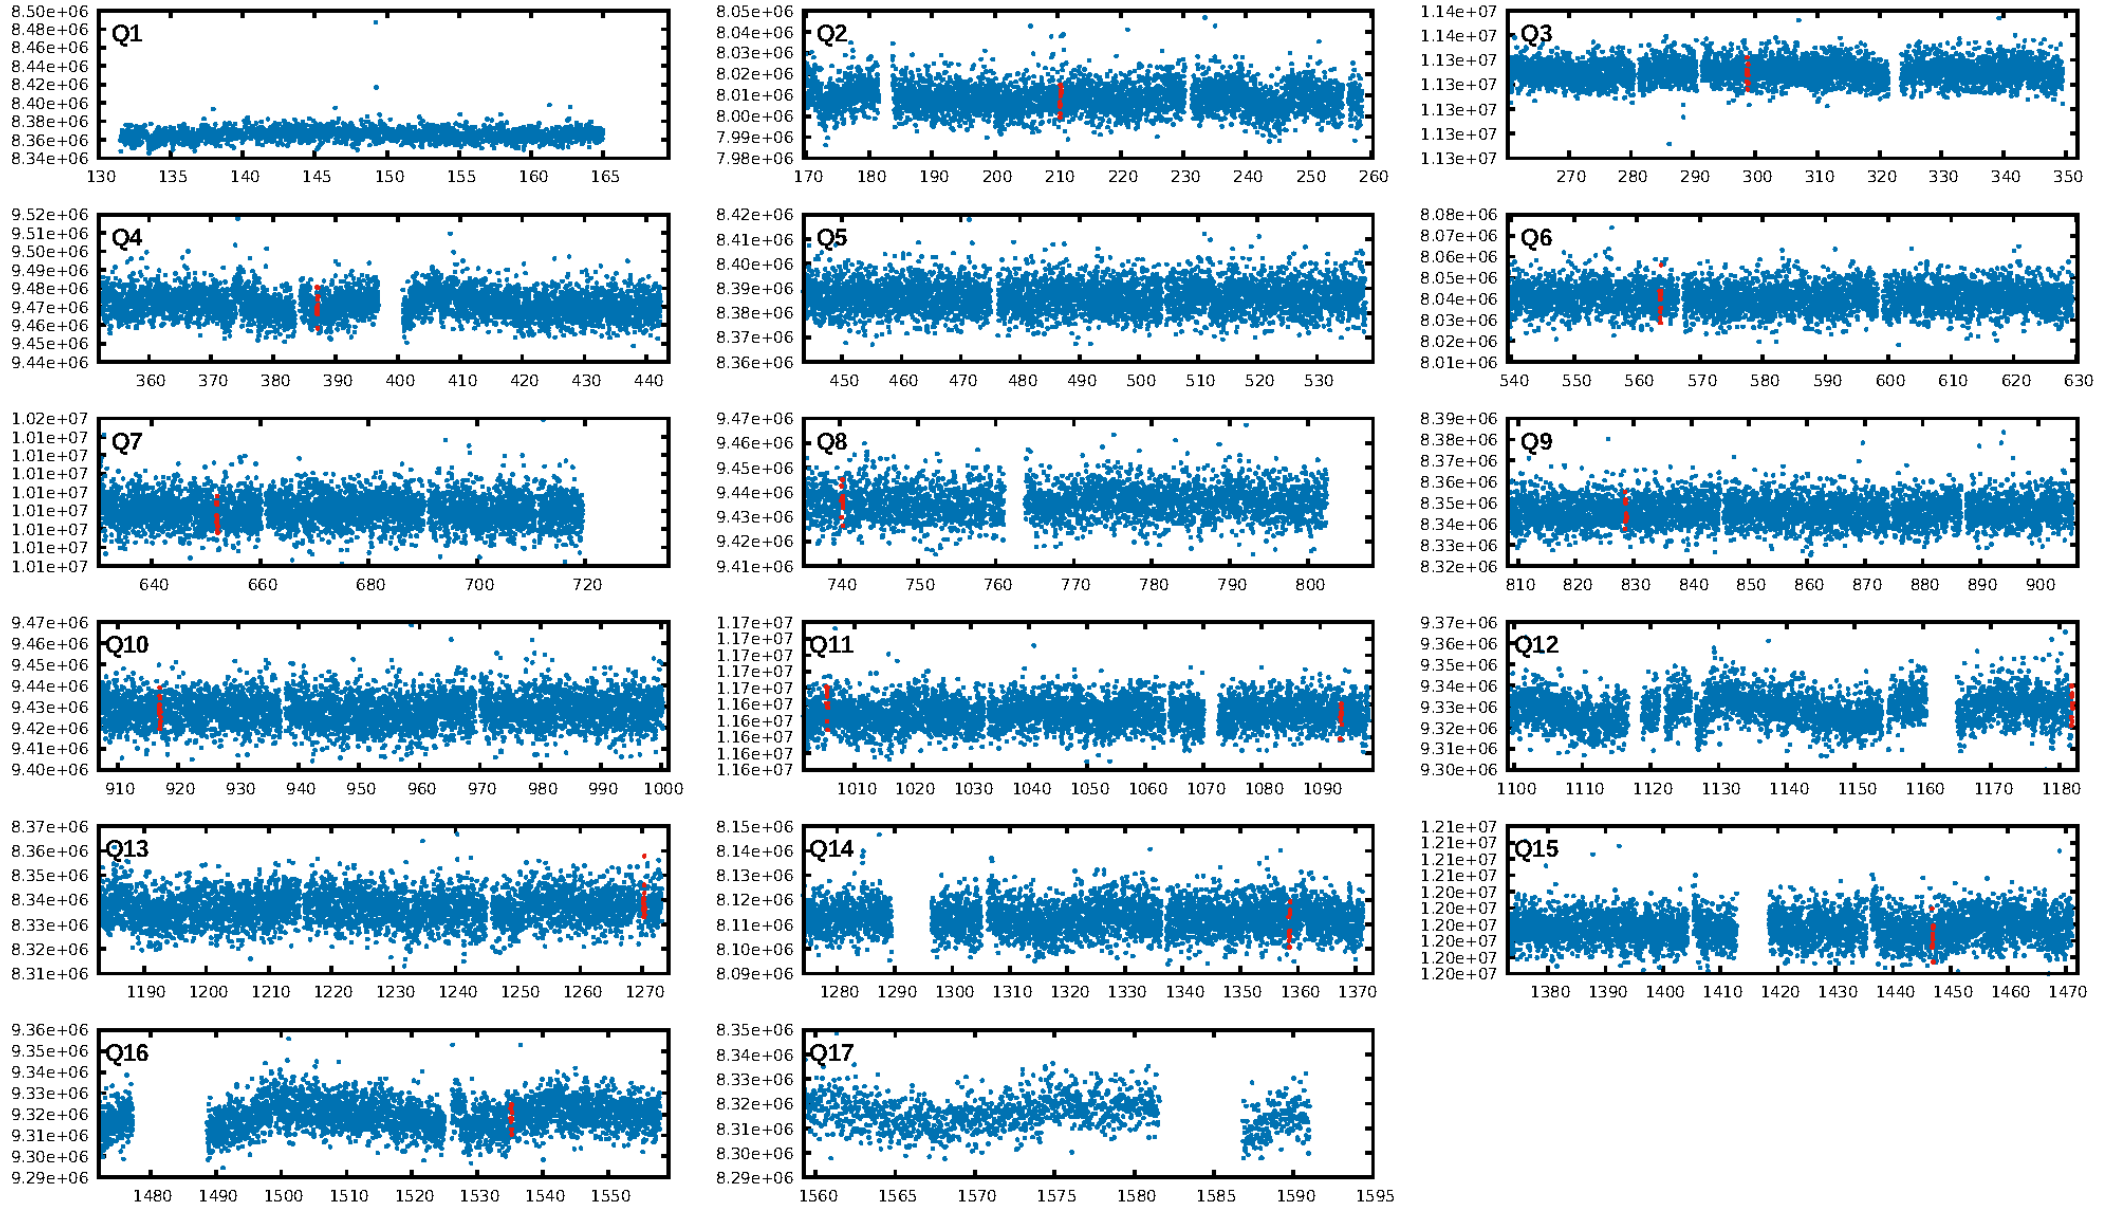 Q1
8.50e+06
8.48e+06
8.46e+06
8.44e+06
8.42e+06
8.40e+06
8.38e+06
8.36e+06
8.34e+06
130 135 140 145 150 155 160 165
Q2
8.05e+06
8.04e+06
8.03e+06
8.02e+06
8.01e+06
8.00e+06
7.99e+06
7.98e+06
170 180 190 200 210 220 230 240 250 260
Q3
1.14e+07
1.14e+07
1.13e+07
1.13e+07
1.13e+07
1.13e+07
1.13e+07
270 280 290 300 310 320 330 340 350
Q4
9.52e+06
9.51e+06
9.50e+06
9.49e+06
9.48e+06
9.47e+06
9.46e+06
9.45e+06
9.44e+06
360 370 380 390 400 410 420 430 440
Q5
8.42e+06
8.41e+06
8.40e+06
8.39e+06
8.38e+06
8.37e+06
8.36e+06
450 460 470 480 490 500 510 520 530
Q6
8.08e+06
8.07e+06
8.06e+06
8.05e+06
8.04e+06
8.03e+06
8.02e+06
8.01e+06
540 550 560 570 580 590 600 610 620 630
Q7
1.02e+07
1.01e+07
1.01e+07
1.01e+07
1.01e+07
1.01e+07
1.01e+07
1.01e+07
1.01e+07
640 660 680 700 720
Q8
9.47e+06
9.46e+06
9.45e+06
9.44e+06
9.43e+06
9.42e+06
9.41e+06
740 750 760 770 780 790 800
Q9
8.39e+06
8.38e+06
8.37e+06
8.36e+06
8.35e+06
8.34e+06
8.33e+06
8.32e+06
810 820 830 840 850 860 870 880 890 900
Q10
9.47e+06
9.46e+06
9.45e+06
9.44e+06
9.43e+06
9.42e+06
9.41e+06
9.40e+06
910 920 930 940 950 960 970 980 990 1000
Q11
1.17e+07
1.17e+07
1.17e+07
1.17e+07
1.17e+07
1.16e+07
1.16e+07
1.16e+07
1.16e+07
1.16e+07
1010 1020 1030 1040 1050 1060 1070 1080 1090
Q12
9.37e+06
9.36e+06
9.35e+06
9.34e+06
9.33e+06
9.32e+06
9.31e+06
9.30e+06
1100 1110 1120 1130 1140 1150 1160 1170 1180
Q13
8.37e+06
8.36e+06
8.35e+06
8.34e+06
8.33e+06
8.32e+06
8.31e+06
1190 1200 1210 1220 1230 1240 1250 1260 1270
Q14
8.15e+06
8.14e+06
8.13e+06
8.12e+06
8.11e+06
8.10e+06
8.09e+06
1280 1290 1300 1310 1320 1330 1340 1350 1360 1370
Q15
1.21e+07
1.21e+07
1.21e+07
1.20e+07
1.20e+07
1.20e+07
1.20e+07
1.20e+07
1.20e+07
1.20e+07
1380 1390 1400 1410 1420 1430 1440 1450 1460 1470
Q16
9.36e+06
9.35e+06
9.34e+06
9.33e+06
9.32e+06
9.31e+06
9.30e+06
9.29e+06
1480 1490 1500 1510 1520 1530 1540 1550
Q17
8.35e+06
8.34e+06
8.33e+06
8.32e+06
8.31e+06
8.30e+06
8.29e+06
1560 1565 1570 1575 1580 1585 1590 1595